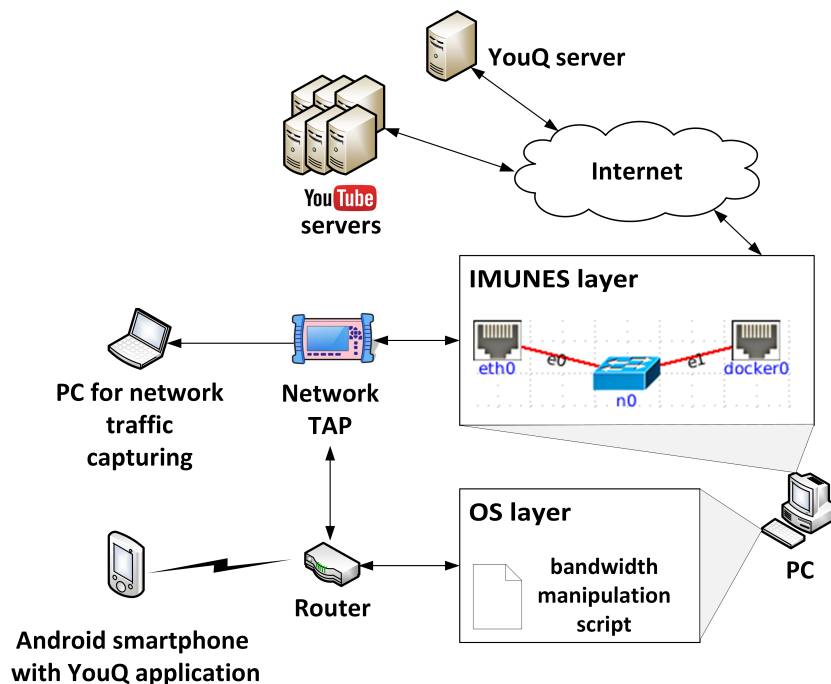 YouQ server
YouTube
servers
Internet
IMUNES layer
eth0
e0
n0
e1
docker0
PC for network
traffic
capturing
Network
TAP
OS layer
bandwidth
manipulation
script
PC
Router
Android smartphone
with YouQ application